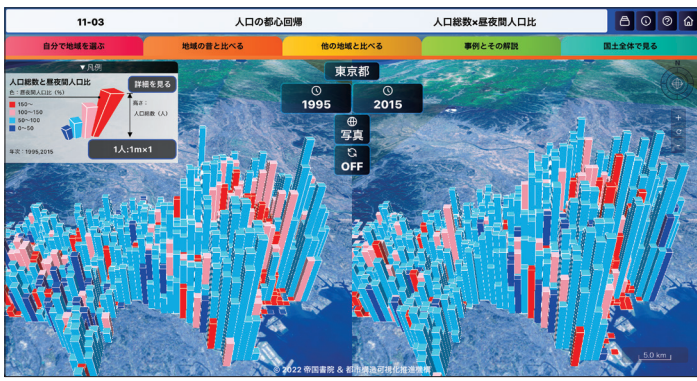 11-03
人口の都心回帰
人口総数×昼夜間人口比
自分で地域を選ぶ
地域の昔と比べる
他の地域と比べる
事例とその解説
国土全体で見る
▼凡例
人口総数と昼夜間人口比
詳細を見る
色:昼夜間人口比(%)
150~
100~150
50~100
0~50
高さ:
人口総数(人)
年次:1995,2015
1人:1m×1
東京都
1995
2015
写真
OFF
N
5.0 km
© 2022 帝国書院 & 都市構造可視化推進機構